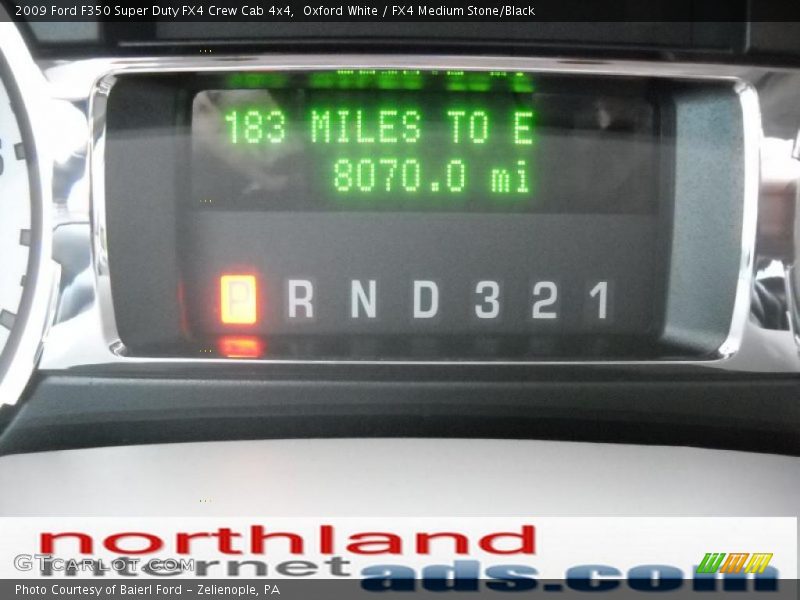 2009 Ford F350 Super Duty FX4 Crew Cab 4x4, Oxford White / FX4 Medium Stone/Black
183 MILES TO E
8070.0 mi
P R N D 3 2 1
northland
internet ads.com
GTCARLOT.COM
Photo Courtesy of Baierl Ford - Zelienople, PA